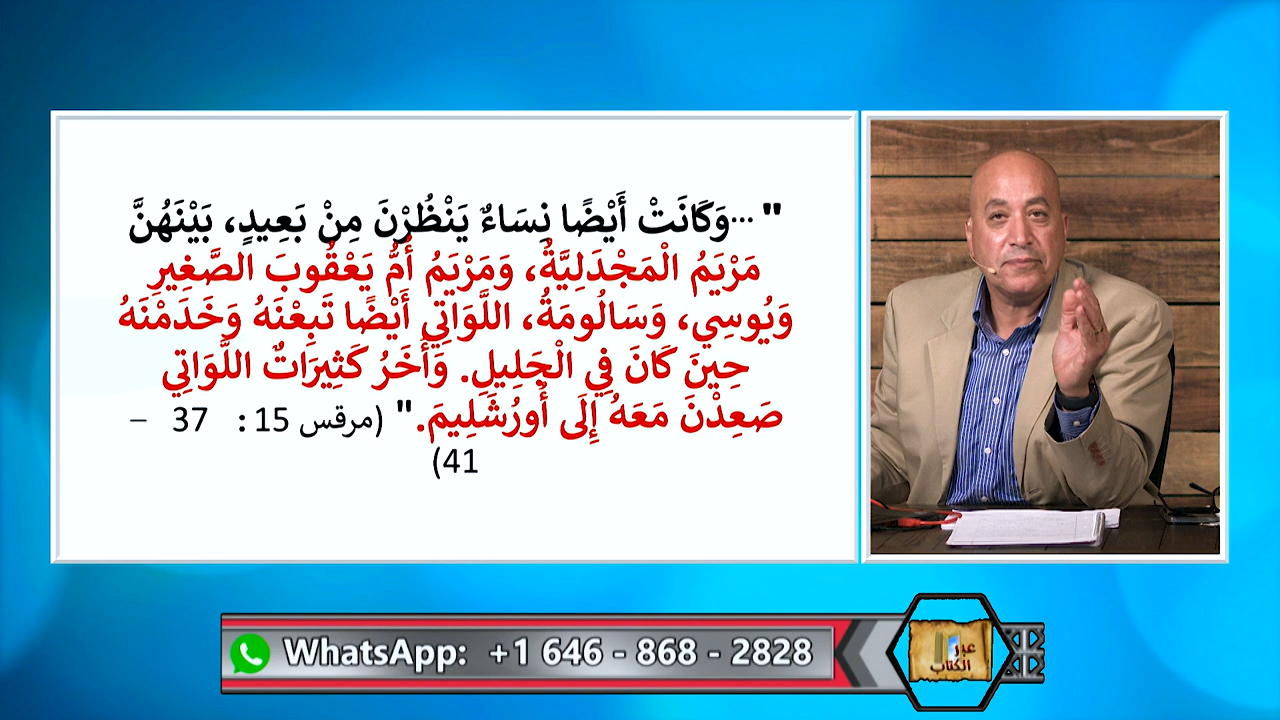 "...وَكَانَتْ أَيْضًا نِسَاءٌ يَنْظُرْنَ مِنْ بَعِيدٍ، بَيْنَهُنَّ
مَرْيَمُ الْمَجْدَلِيَّةُ، وَمَرْيَمُ أُمُّ يَعْقُوبَ الصَّغِيرِ
وَيُوسِي، وَسَالُومَةُ، اللَّوَاتِي أَيْضًا تَبِعْنَهُ وَخَدَمْنَهُ
حِينَ كَانَ فِي الْجَلِيلِ. وَأُخَرُ كَثِيرَاتٌ اللَّوَاتِي
صَعِدْنَ مَعَهُ إِلَى أُورُشَلِيمَ." (مرقس 15: 37 –
41)
WhatsApp: +1 646 - 868 - 2828
عبر
الكتاب